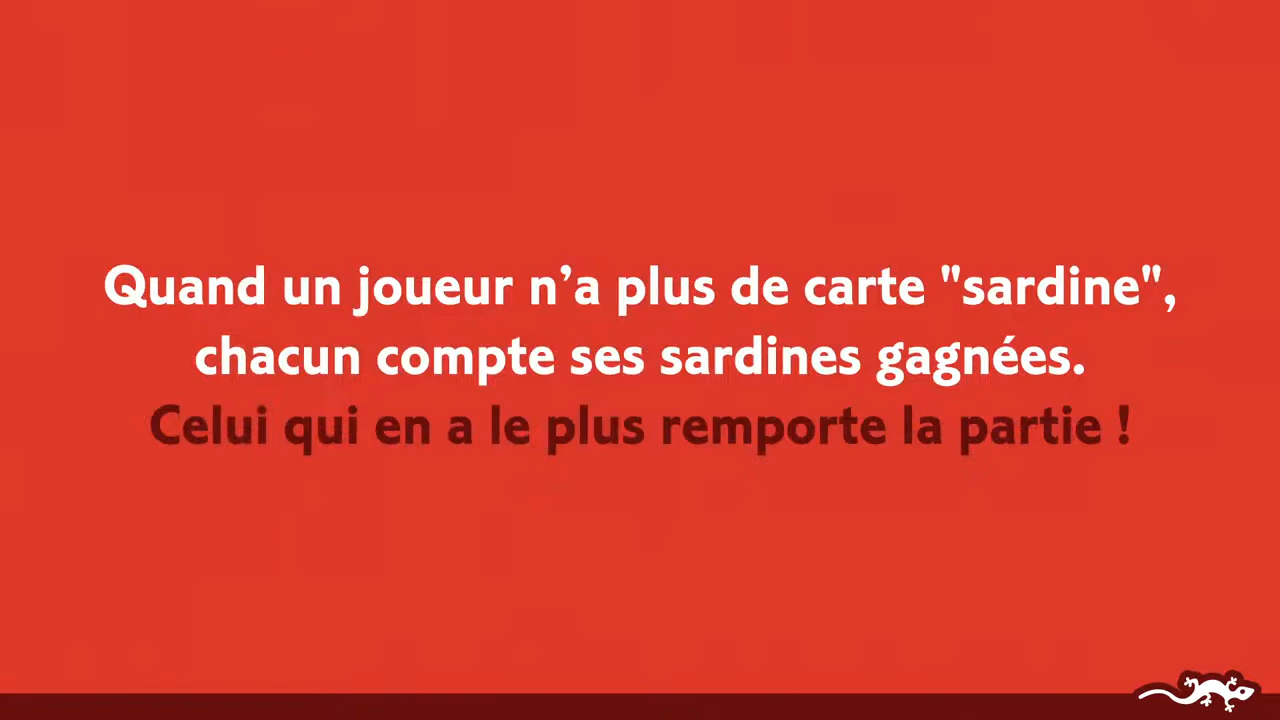 Quand un joueur n’a plus de carte "sardine",
chacun compte ses sardines gagnées.
Celui qui en a le plus remporte la partie !